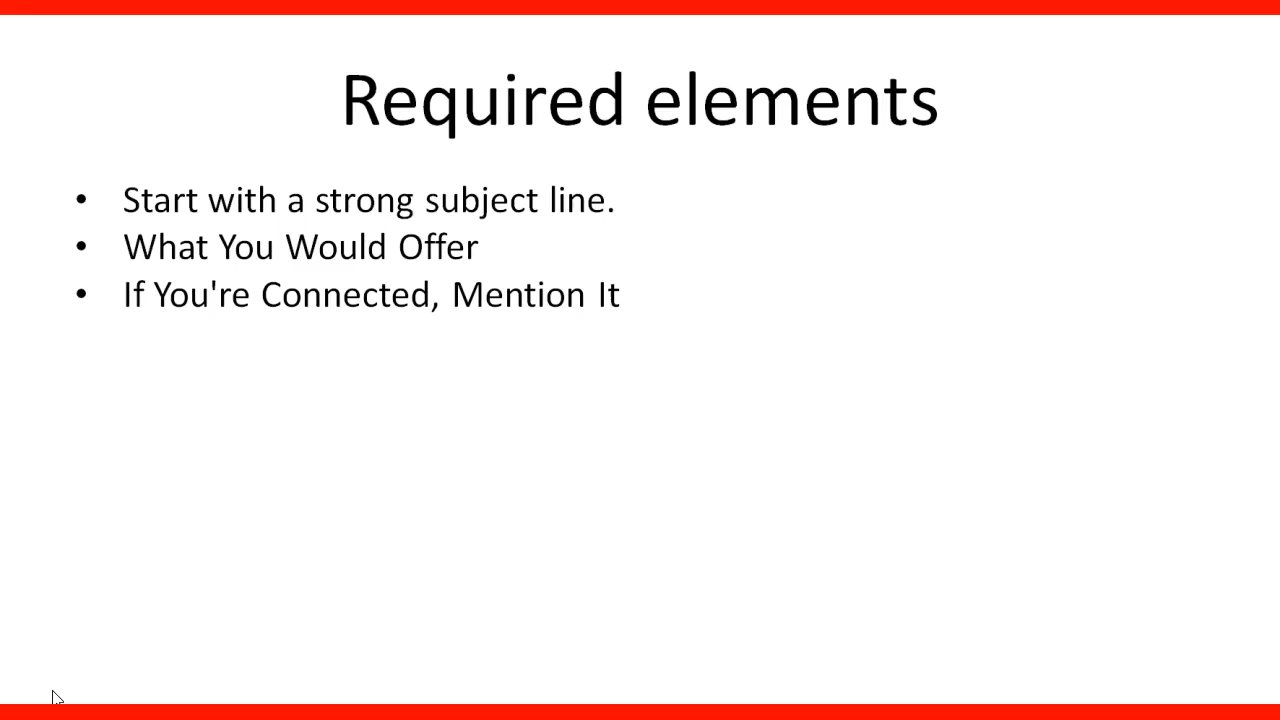 Required elements
• Start with a strong subject line.
• What You Would Offer
• If You're Connected, Mention It